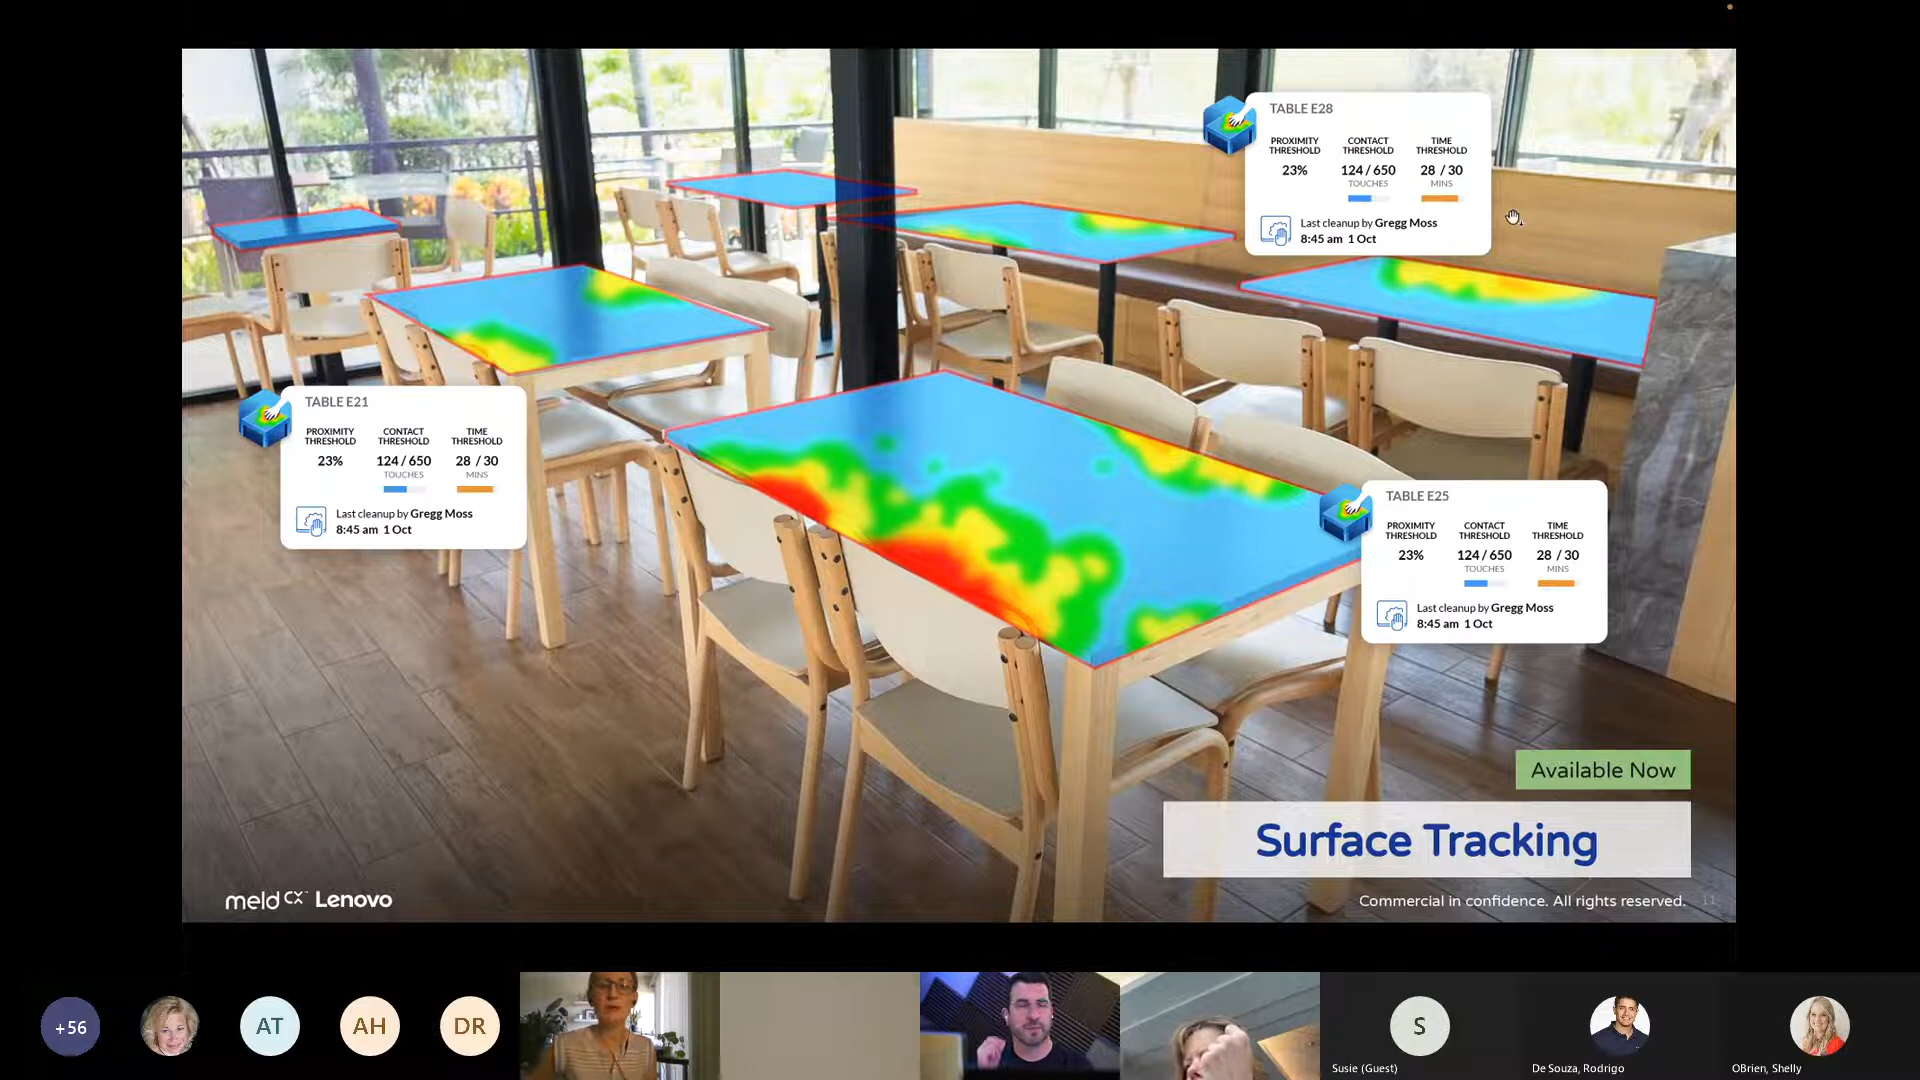 TABLE E28
PROXIMITY THRESHOLD
CONTACT THRESHOLD
TIME THRESHOLD
23%
124 / 650
28 / 30
TOUCHES
MINS
Last cleanup by Gregg Moss
8:45 am 1 Oct
TABLE E21
PROXIMITY THRESHOLD
CONTACT THRESHOLD
TIME THRESHOLD
23%
124 / 650
28 / 30
TOUCHES
MINS
Last cleanup by Gregg Moss
8:45 am 1 Oct
TABLE E25
PROXIMITY THRESHOLD
CONTACT THRESHOLD
TIME THRESHOLD
23%
124 / 650
28 / 30
TOUCHES
MINS
Last cleanup by Gregg Moss
8:45 am 1 Oct
Available Now
Surface Tracking
meld CX™ Lenovo
Commercial in confidence. All rights reserved. 11
+56
AT
AH
DR
S
Susie (Guest)
De Souza, Rodrigo
OBrien, Shelly